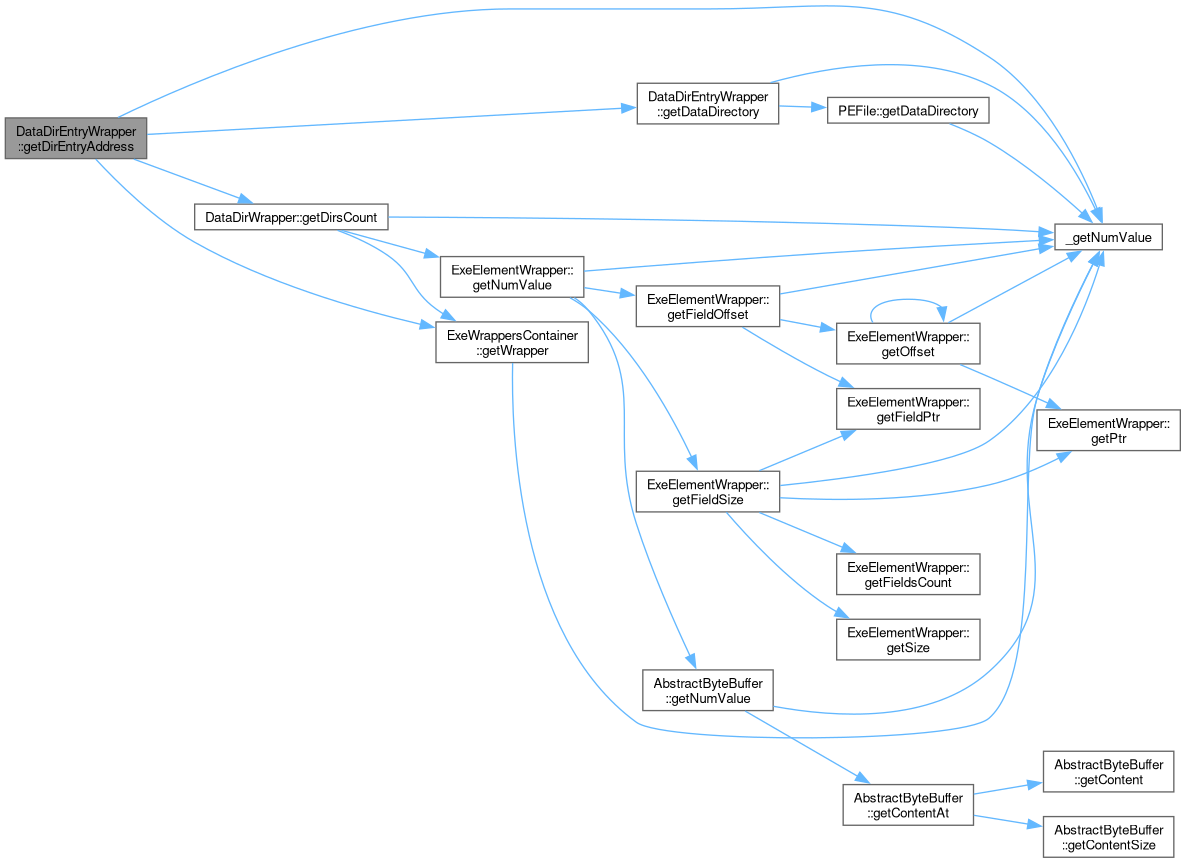 DataDirEntryWrapper
::getDirEntryAddress
DataDirEntryWrapper
::getDataDirectory
PEFile::getDataDirectory
DataDirWrapper::getDirsCount
_getNumValue
ExeElementWrapper::
getNumValue
ExeElementWrapper::
getFieldOffset
ExeWrappersContainer
::getWrapper
ExeElementWrapper::
getOffset
ExeElementWrapper::
getFieldPtr
ExeElementWrapper::
getPtr
ExeElementWrapper::
getFieldSize
ExeElementWrapper::
getFieldsCount
ExeElementWrapper::
getSize
AbstractByteBuffer
::getNumValue
AbstractByteBuffer
::getContentAt
AbstractByteBuffer
::getContent
AbstractByteBuffer
::getContentSize